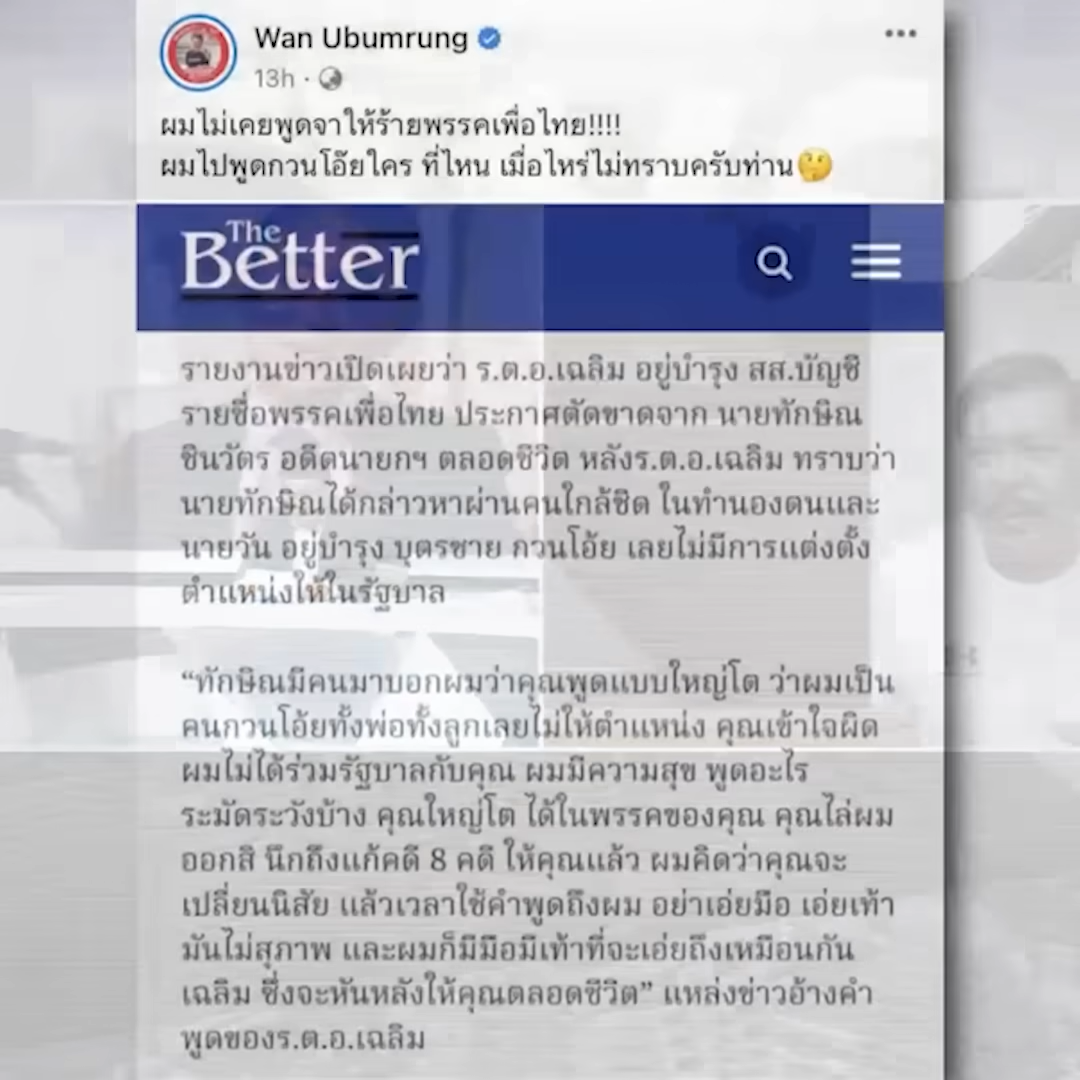 Wan Ubumrung
13h ·
ผมไม่เคยพูดจาให้ร้ายพรรคเพื่อไทย!!!!
ผมไปพูดกวนโอ๊ยใคร ที่ไหน เมื่อไหร่ไม่ทราบครับท่าน🤔
The
Better
รายงานข่าวเปิดเผยว่า ร.ต.อ.เฉลิม อยู่บำรุง สส.บัญชี
รายชื่อพรรคเพื่อไทย ประกาศตัดขาดจาก นายทักษิณ
ชินวัตร อดีตนายกฯ ตลอดชีวิต หลังร.ต.อ.เฉลิม ทราบว่า
นายทักษิณได้กล่าวหาผ่านคนใกล้ชิด ในทำนองตนและ
นายวัน อยู่บำรุง บุตรชาย กวนโอ้ย เลยไม่มีการแต่งตั้ง
ตำแหน่งให้ในรัฐบาล
“ทักษิณมีคนมาบอกผมว่าคุณพูดแบบใหญ่โต ว่าผมเป็น
คนกวนโอ้ยทั้งพ่อทั้งลูกเลยไม่ให้ตำแหน่ง คุณเข้าใจผิด
ผมไม่ได้ร่วมรัฐบาลกับคุณ ผมมีความสุข พูดอะไร
ระมัดระวังบ้าง คุณใหญ่โต ได้ในพรรคของคุณ คุณไล่ผม
ออกสิ นึกถึงแก้คดี 8 คดี ให้คุณแล้ว ผมคิดว่าคุณจะ
เปลี่ยนนิสัย แล้วเวลาใช้คำพูดถึงผม อย่าเอ่ยมือ เอ่ยเท้า
มันไม่สุภาพ และผมก็มีมือมีเท้าที่จะเอ่ยถึงเหมือนกัน
เฉลิม ซึ่งจะหันหลังให้คุณตลอดชีวิต” แหล่งข่าวอ้างคำ
พูดของร.ต.อ.เฉลิม